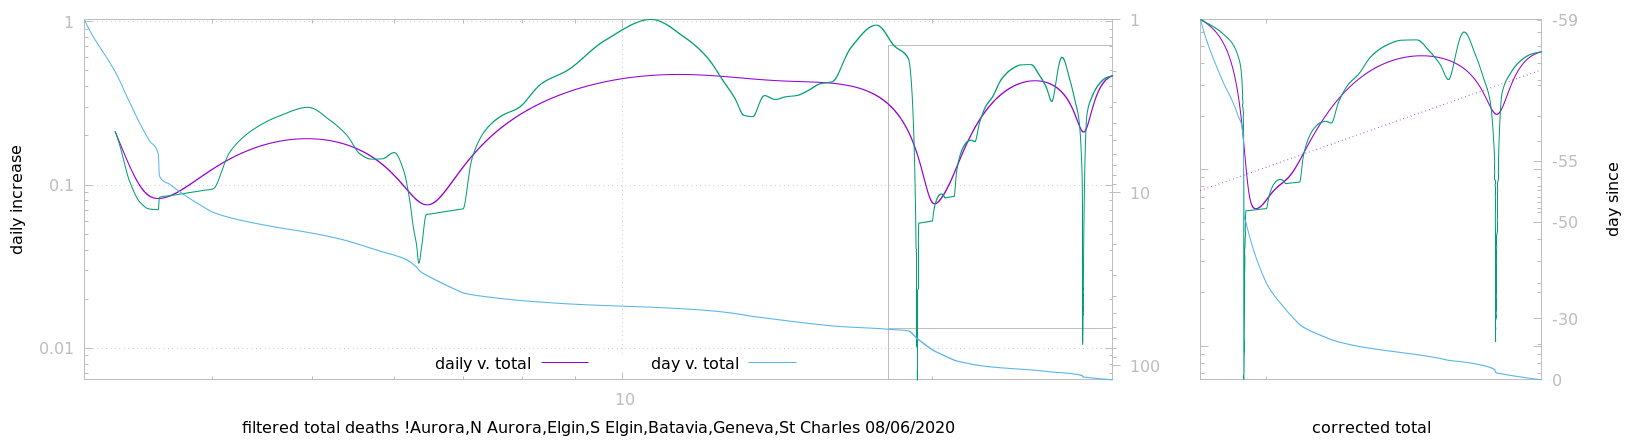 1
1
-59
0.1
10
-55
-50
0.01
100
-30
0
daily increase
day since
daily v. total
day v. total
10
filtered total deaths !Aurora,N Aurora,Elgin,S Elgin,Batavia,Geneva,St Charles 08/06/2020
corrected total